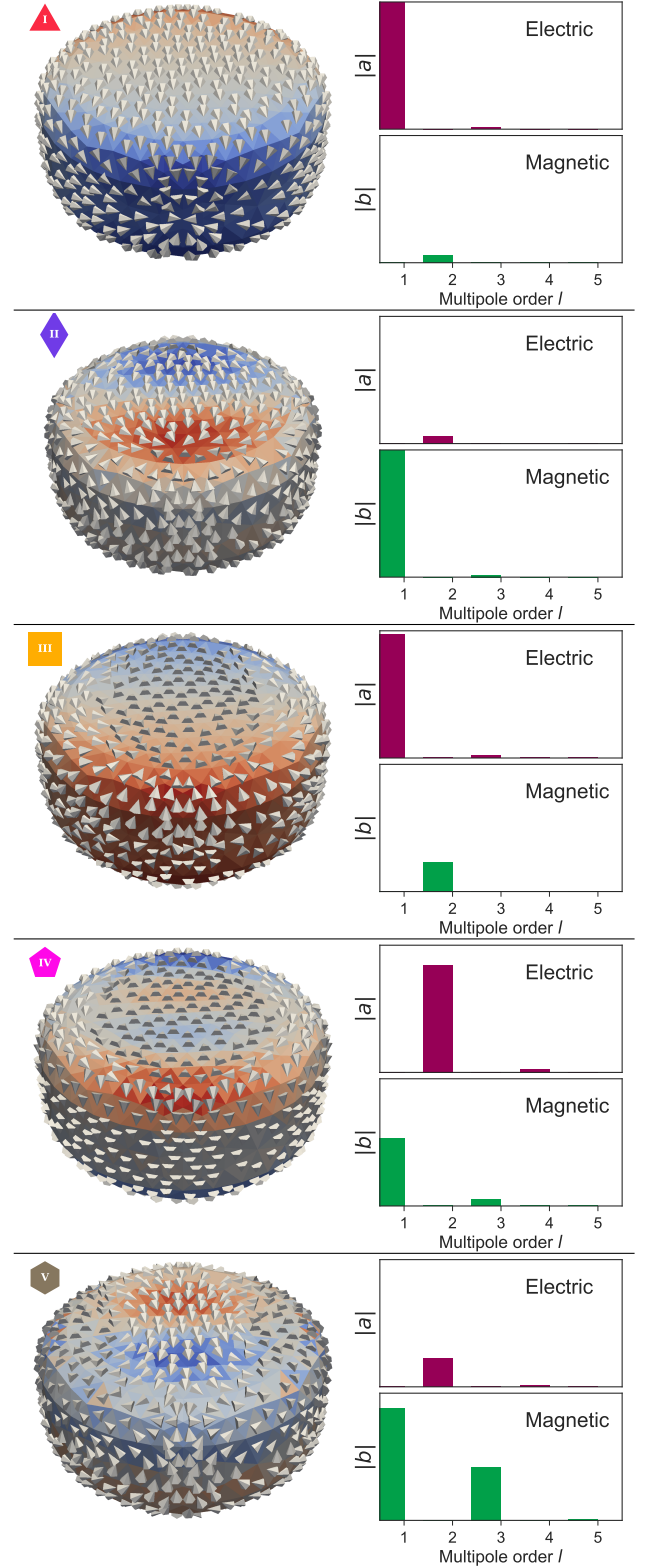 I
Electric
|a|
Magnetic
|b|
1 2 3 4 5
Multipole order l
II
Electric
|a|
Magnetic
|b|
1 2 3 4 5
Multipole order l
III
Electric
|a|
Magnetic
|b|
1 2 3 4 5
Multipole order l
IV
Electric
|a|
Magnetic
|b|
1 2 3 4 5
Multipole order l
V
Electric
|a|
Magnetic
|b|
1 2 3 4 5
Multipole order l